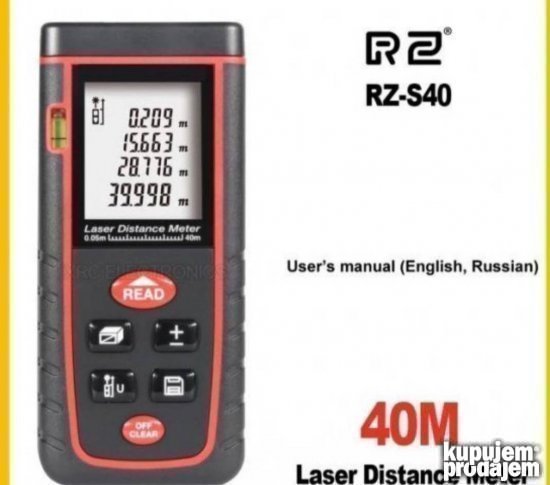 RZ®
RZ-S40
0.209 m
15.663 m
28.776 m
39.998 m
Laser Distance Meter
0.05m 40m
READ
U
OFF
CLEAR
User's manual (English, Russian)
40M
Laser Distance Meter
kupujem
prodajem